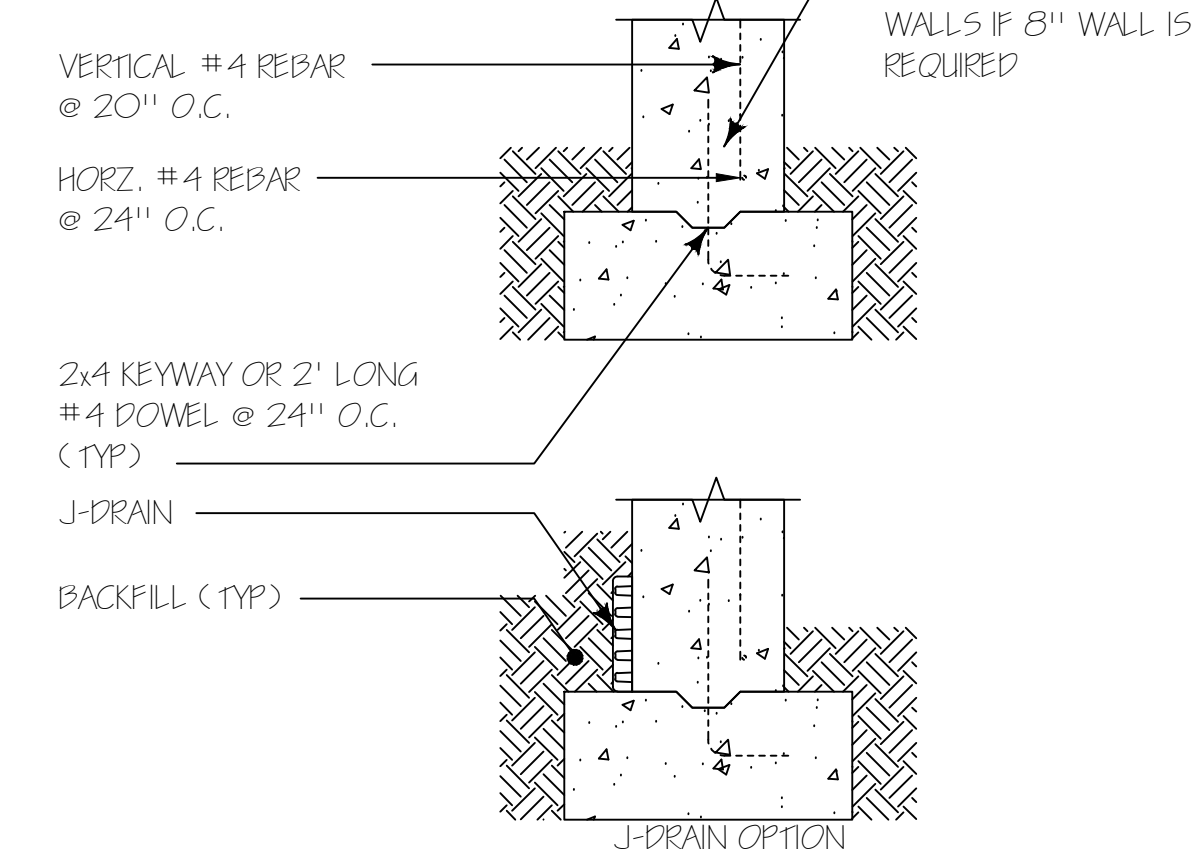 WALLS IF 8" WALL IS
REQUIRED
VERTICAL #4 REBAR
@ 20" O.C.
HORZ. #4 REBAR
@ 24" O.C.
2x4 KEYWAY OR 2' LONG
#4 DOWEL @ 24" O.C.
(TYP)
J-DRAIN
BACKFILL (TYP)
J-DRAIN OPTION